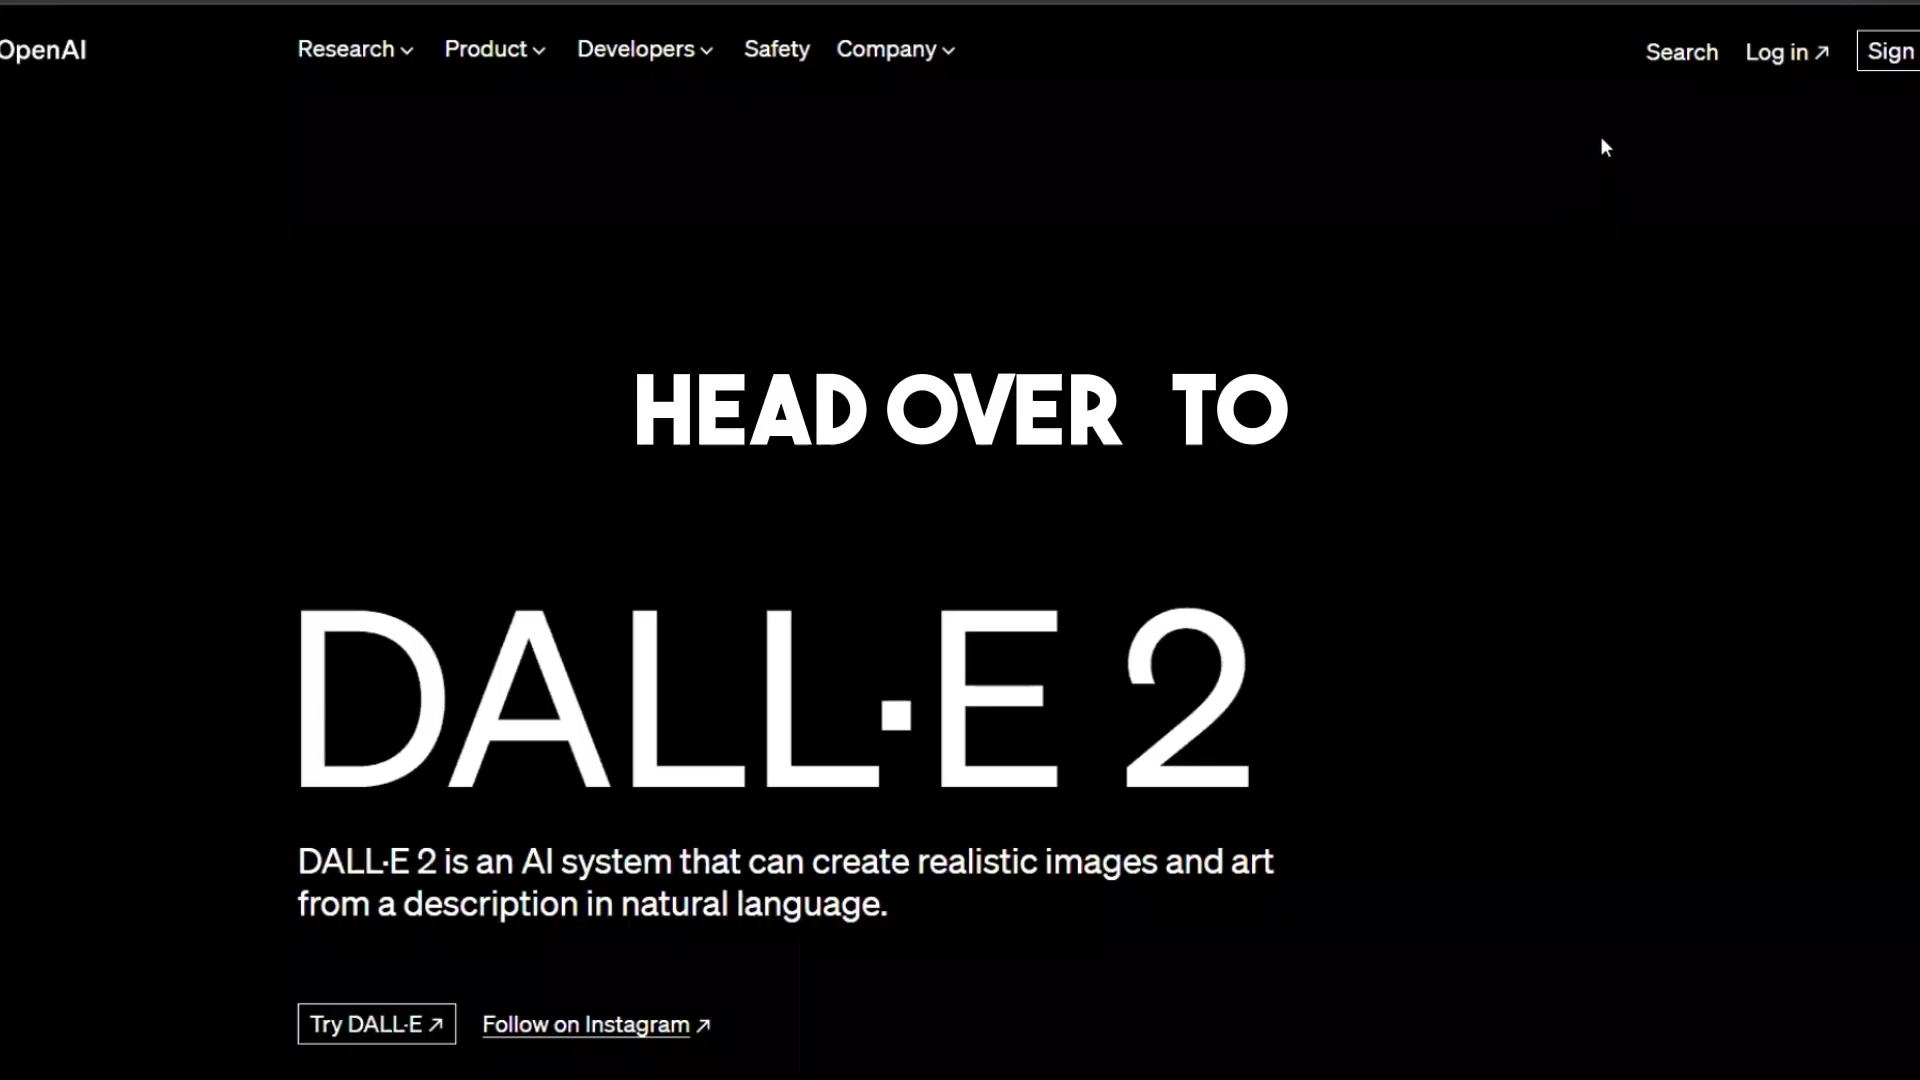 OpenAI
Research
Product
Developers
Safety
Company
Search
Log in ↗
Sign
HEAD OVER TO
DALL·E 2
DALL·E 2 is an AI system that can create realistic images and art
from a description in natural language.
Try DALL·E ↗
Follow on Instagram ↗